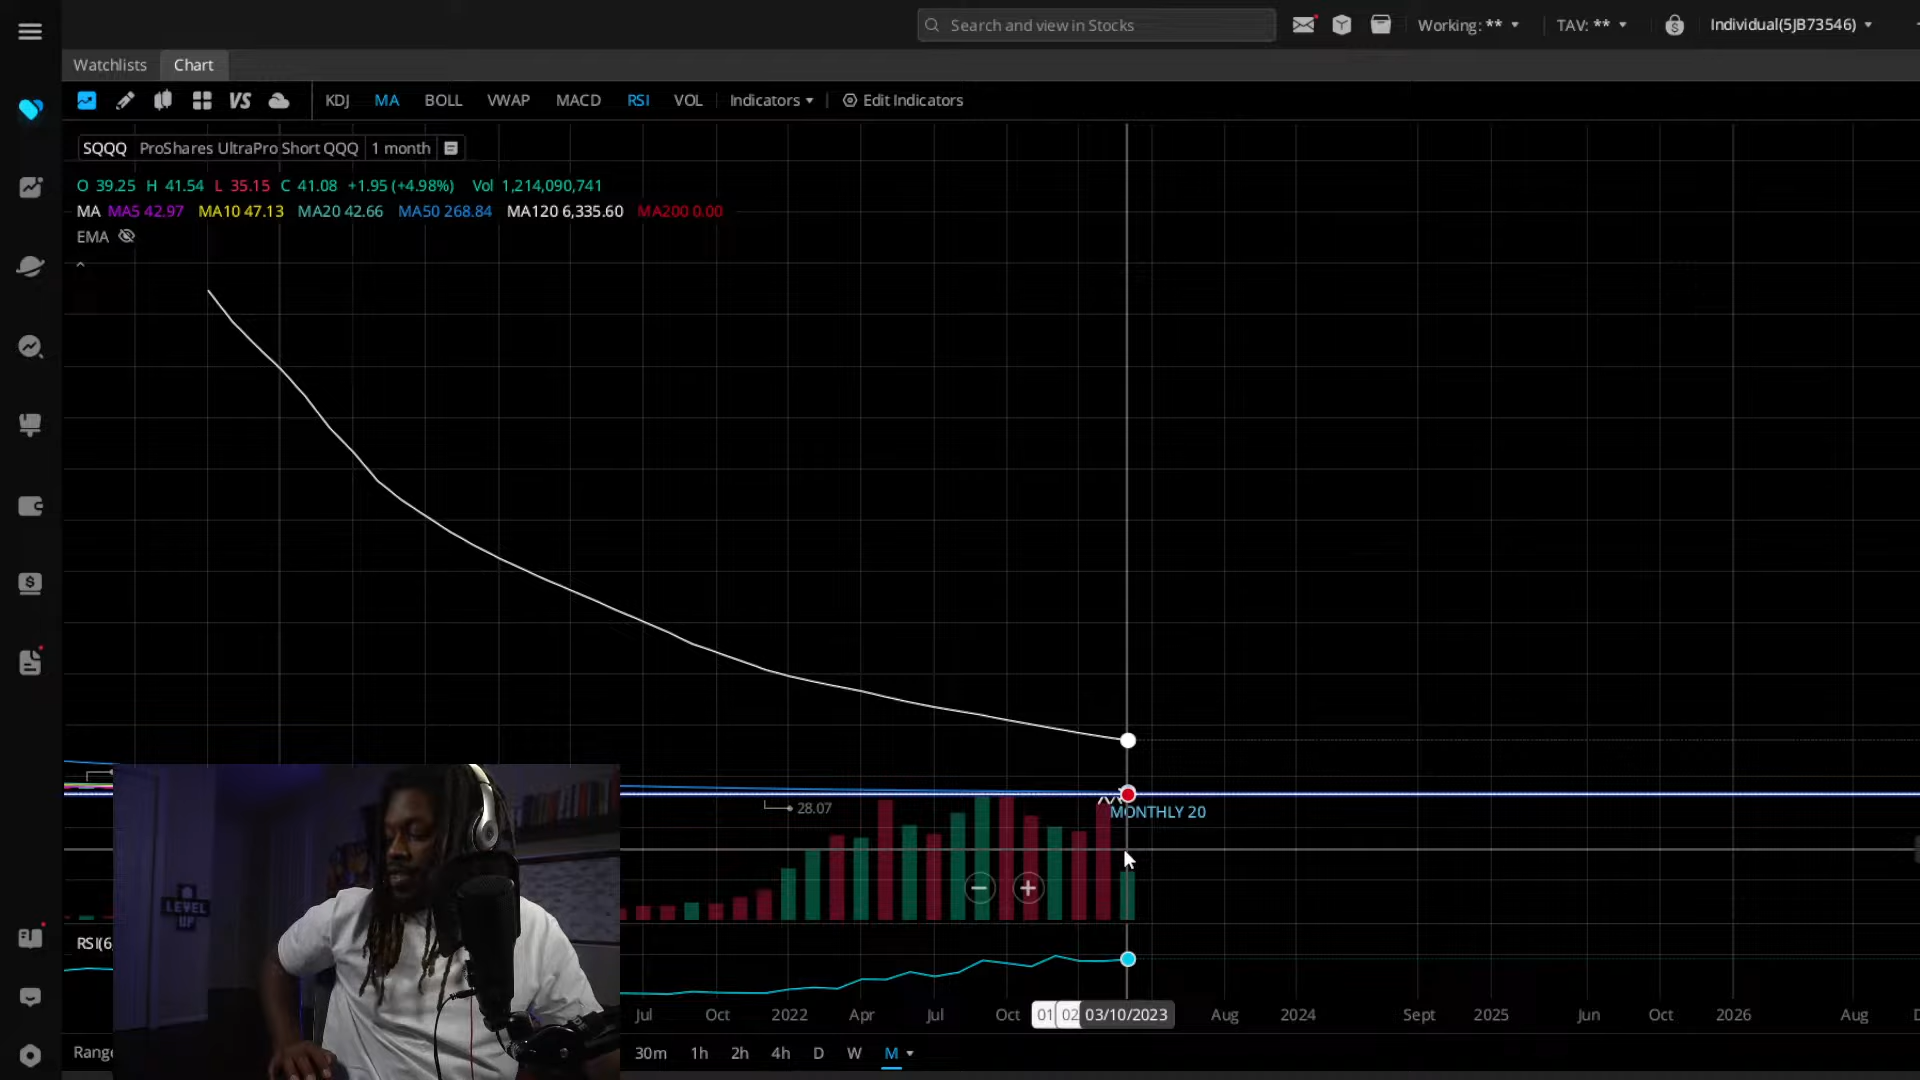 Search and view in Stocks
Working: **
TAV: **
Individual(5JB73546)
Watchlists
Chart
VS
KDJ
MA
BOLL
VWAP
MACD
RSI
VOL
Indicators
Edit Indicators
SQQQ ProShares UltraPro Short QQQ 1 month
O 39.25 H 41.54 L 35.15 C 41.08 +1.95 (+4.98%) Vol 1,214,090,741
MA MA5 42.97 MA10 47.13 MA20 42.66 MA50 268.84 MA120 6,335.60 MA200 0.00
EMA
28.07
MONTHLY 20
LEVEL
UP
RSI(6,
Jul Oct 2022 Apr Jul Oct 01 02 03/10/2023 Aug 2024 Sept 2025 Jun Oct 2026 Aug
Range 30m 1h 2h 4h D W M